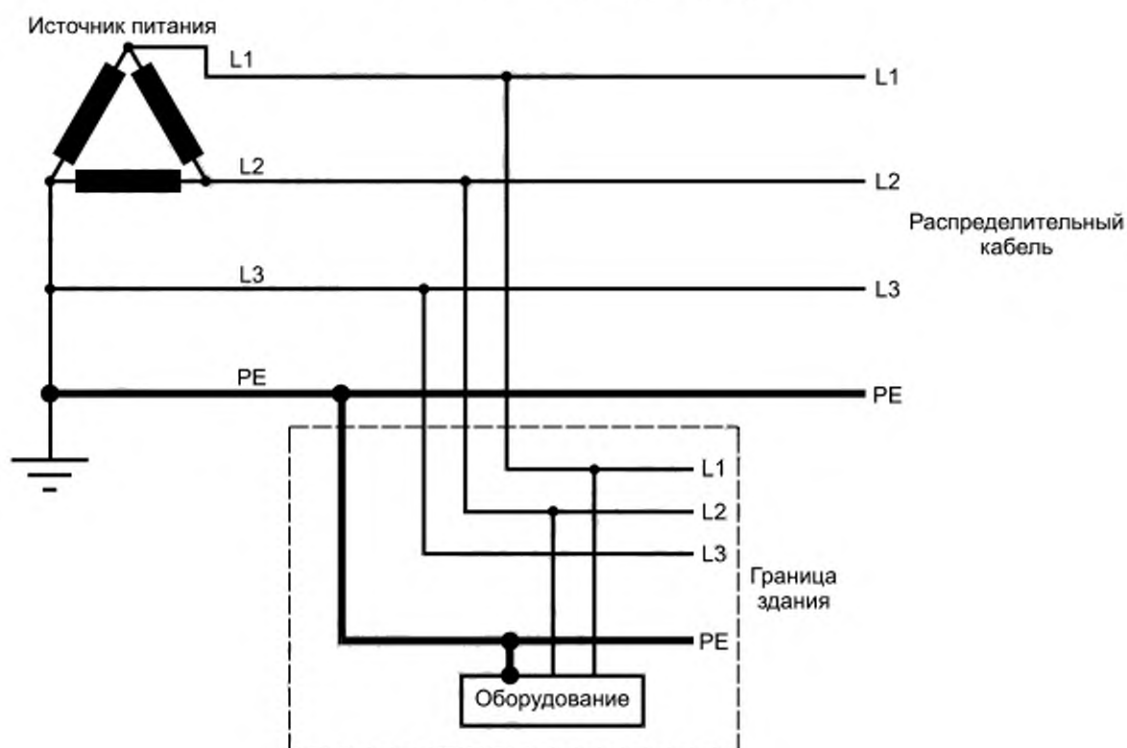 Источник питания
L1
L1
L2
L2
Распределительный
кабель
L3
L3
PE
PE
L1
L2
L3
Граница
здания
PE
Оборудование